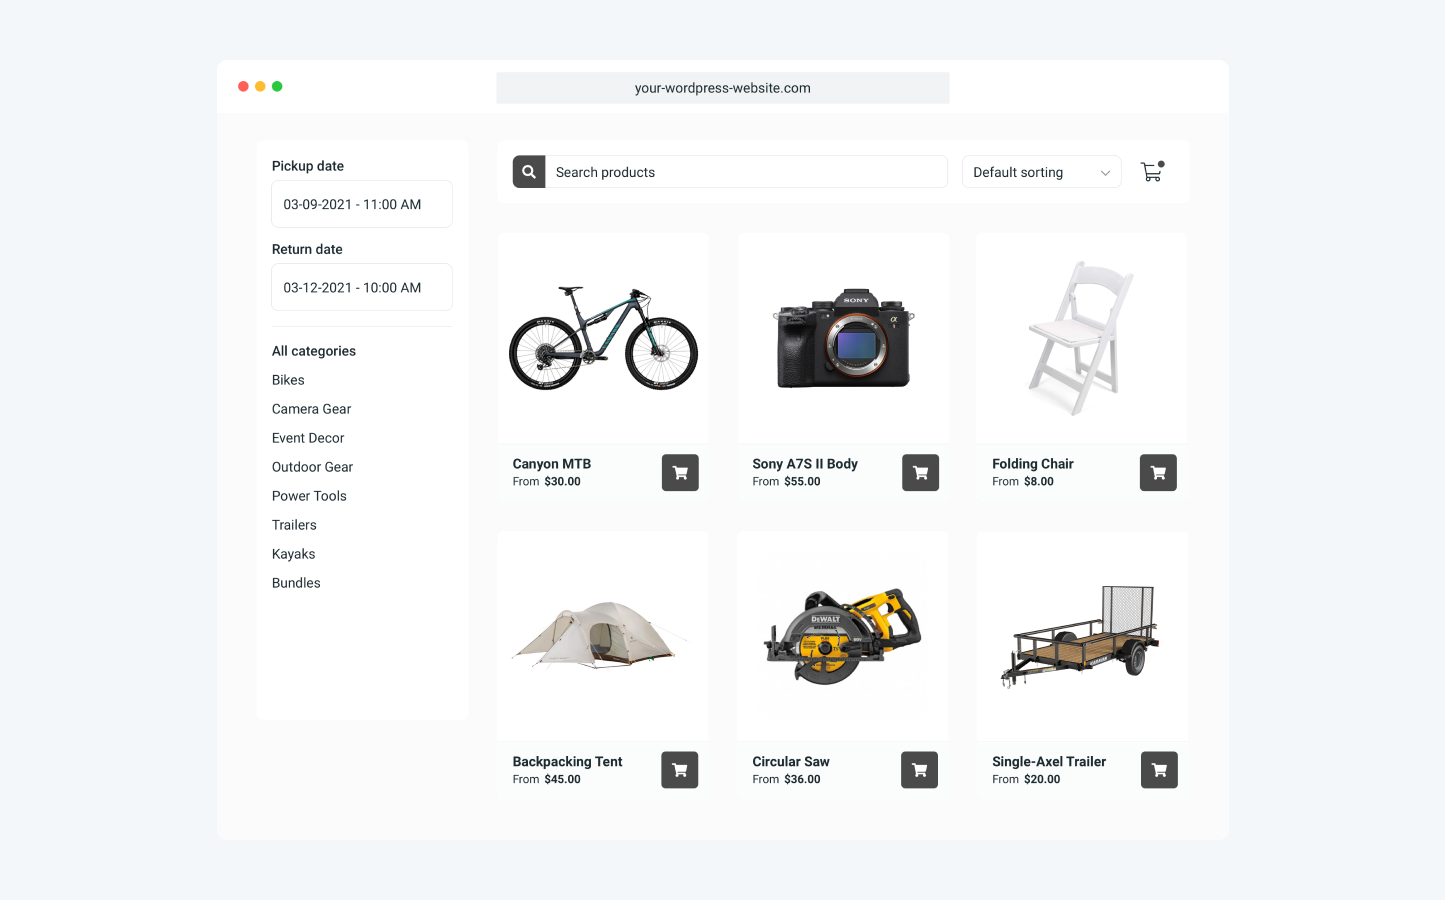 your-wordpress-website.com
Pickup date
03-09-2021 - 11:00 AM
Return date
03-12-2021 - 10:00 AM
All categories
Bikes
Camera Gear
Event Decor
Outdoor Gear
Power Tools
Trailers
Kayaks
Bundles
Search products
Default sorting
SONY
α
Canyon MTB
From $30.00
Sony A7S II Body
From $55.00
Folding Chair
From $8.00
DEWALT
Backpacking Tent
From $45.00
Circular Saw
From $36.00
Single-Axel Trailer
From $20.00